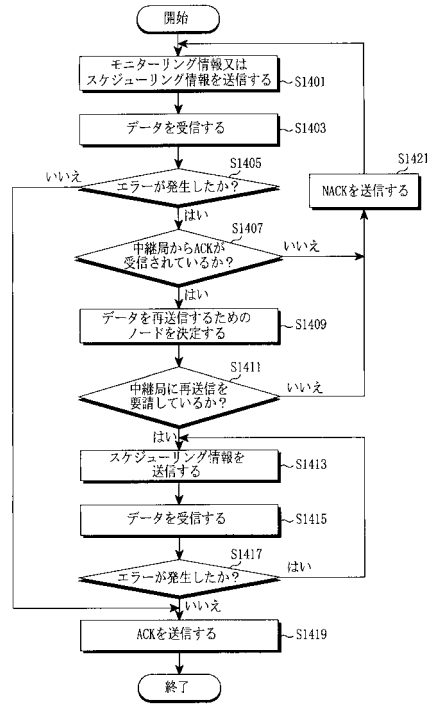 開始
モニターリング情報又は
スケジューリング情報を送信する
S1401
データを受信する
S1403
S1405
いいえ
エラーが発生したか?
はい
S1421
NACKを送信する
S1407
中継局からACKが
受信されているか?
いいえ
はい
データを再送信するための
ノードを決定する
S1409
S1411
中継局に再送信を
要請しているか?
いいえ
はい
スケジューリング情報を
送信する
S1413
データを受信する
S1415
S1417
エラーが発生したか?
はい
いいえ
ACKを送信する
S1419
終了